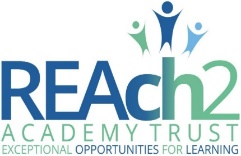 REAch2
ACADEMY TRUST
EXCEPTIONAL OPPORTUNITIES FOR LEARNING